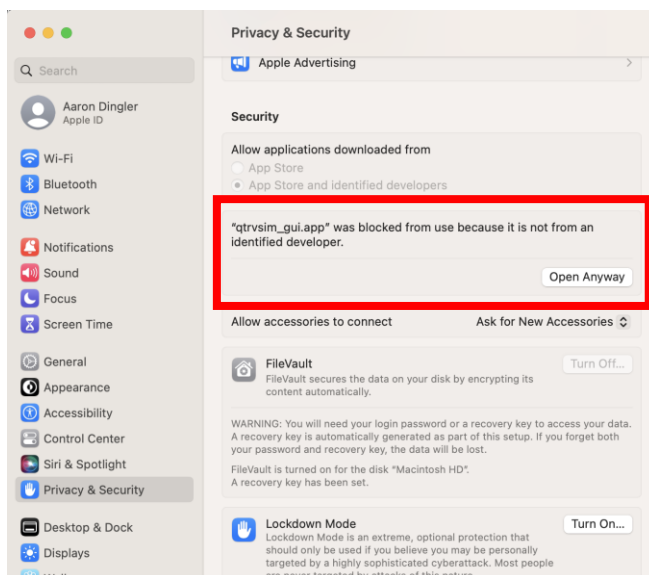 Privacy & Security
Search
Aaron Dingler
Apple ID
Wi-Fi
Bluetooth
Network
Notifications
Sound
Focus
Screen Time
General
Appearance
Accessibility
Control Center
Siri & Spotlight
Privacy & Security
Desktop & Dock
Displays
Apple Advertising
Security
Allow applications downloaded from
App Store
App Store and identified developers
“qtrvsim_gui.app” was blocked from use because it is not from an
identified developer.
Open Anyway
Allow accessories to connect Ask for New Accessories
FileVault Turn Off...
FileVault secures the data on your disk by encrypting its
content automatically.
WARNING: You will need your login password or a recovery key to access your data.
A recovery key is automatically generated as part of this setup. If you forget both
your password and recovery key, the data will be lost.
FileVault is turned on for the disk “Macintosh HD”.
A recovery key has been set.
Lockdown Mode Turn On...
Lockdown Mode is an extreme, optional protection that
should only be used if you believe you may be personally
targeted by a highly sophisticated cyberattack. Most people
are never targeted by attacks of this nature.